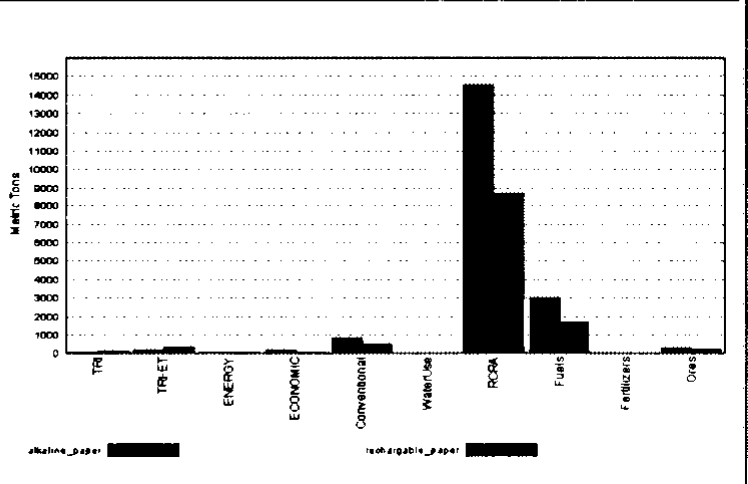 15000
14000
13000
12000
11000
10000
9000
8000
7000
6000
5000
4000
3000
2000
1000
0
Metric Tons
TRI
TRI-ET
ENERGY
ECONOMIC
Conventional
WaterUse
RCRA
Fuels
Fertilizers
Ores
alkaline_paper
rechargable_paper